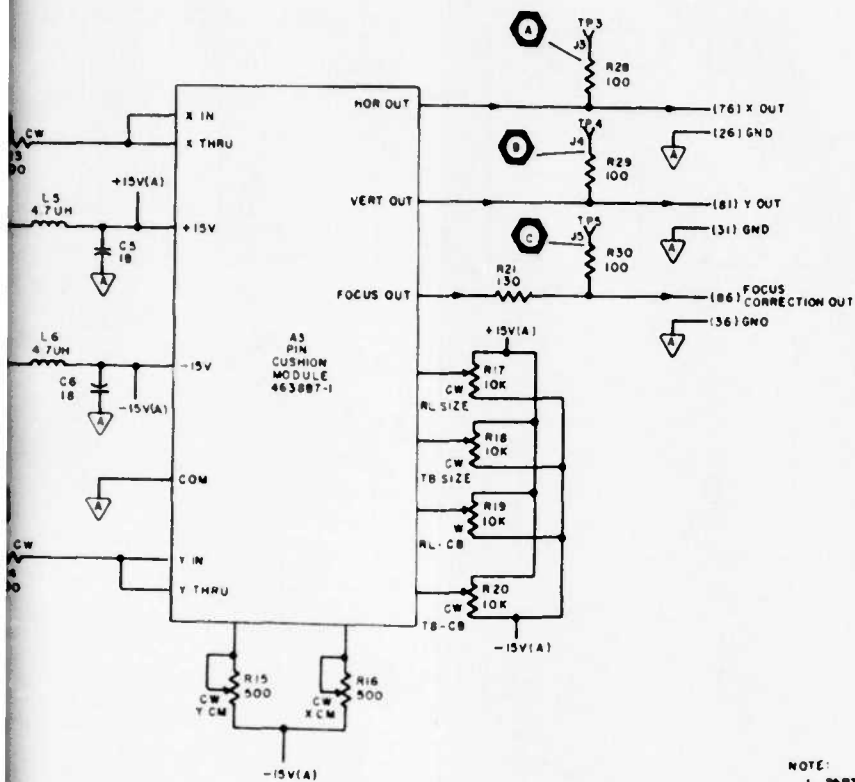 A
TP3
J3
R28
100
X IN
X THRU
HOR OUT
(76) X OUT
(26) GND
A
CW
+15V(A)
L5
4.7UH
+15V
C5
18
A
B
TP4
J4
R29
100
VERT OUT
(81) Y OUT
(31) GND
A
C
TP5
J5
R30
100
R21
130
FOCUS OUT
(86) FOCUS
CORRECTION OUT
(36) GND
A
L6
4.7UH
-15V
C6
18
-15V(A)
A
A3
PIN
CUSHION
MODULE
463887-1
+15V(A)
R17
10K
CW
RL SIZE
R18
10K
CW
TB SIZE
R19
10K
W
RL-CB
R20
10K
CW
TB-CB
-15V(A)
COM
A
CW
Y IN
Y THRU
R15
500
CW
Y CM
R16
500
CW
X CM
-15V(A)
NOTE: